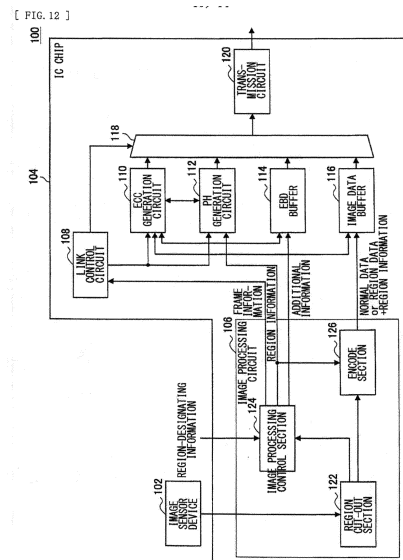 [ FIG. 12 ]
100
IC CHIP
104
120
TRANS-
MISSION
CIRCUIT
118
110
ECC
GENERATION
CIRCUIT
112
PH
GENERATION
CIRCUIT
114
EBD
BUFFER
116
IMAGE DATA
BUFFER
108
LINK
CONTROL
CIRCUIT
FRAME
INFOR-
MATION
REGION INFORMATION
ADDITIONAL
INFORMATION
NORMAL DATA
or REGION DATA
+REGION INFORMATION
106
IMAGE PROCESSING
CIRCUIT
REGION-DESIGNATING
INFORMATION
124
IMAGE PROCESSING
CONTROL SECTION
126
ENCODE
SECTION
102
IMAGE
SENSOR
DEVICE
122
REGION
CUT-OUT
SECTION